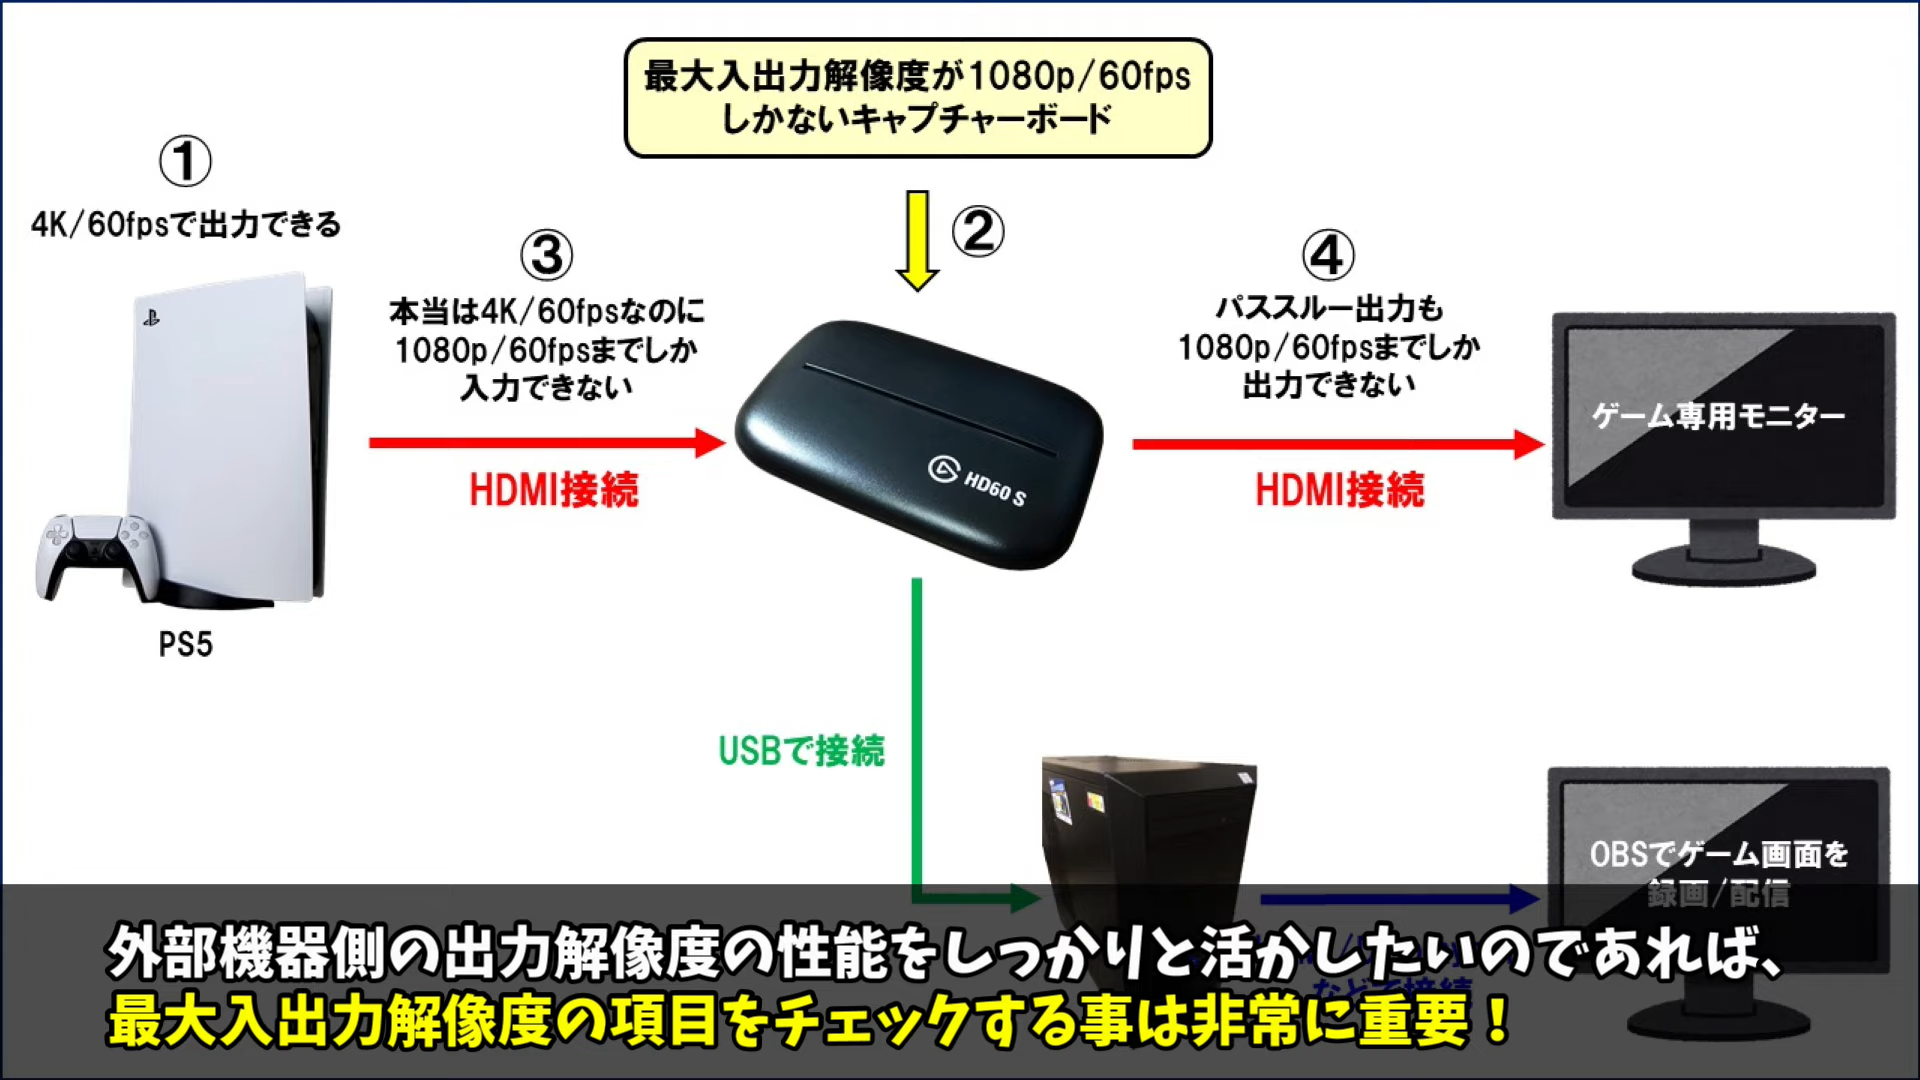 最大入出力解像度が1080p/60fps
しかないキャプチャーボード
①
4K/60fpsで出力できる
②
③
本当は4K/60fpsなのに
1080p/60fpsまでしか
入力できない
④
パススルー出力も
1080p/60fpsまでしか
出力できない
ゲーム専用モニター
HDMI接続
HD60 S
HDMI接続
PS5
USBで接続
OBSでゲーム画面を
録画/配信
などで接続
外部機器側の出力解像度の性能をしっかりと活かしたいのであれば、
最大入出力解像度の項目をチェックする事は非常に重要！